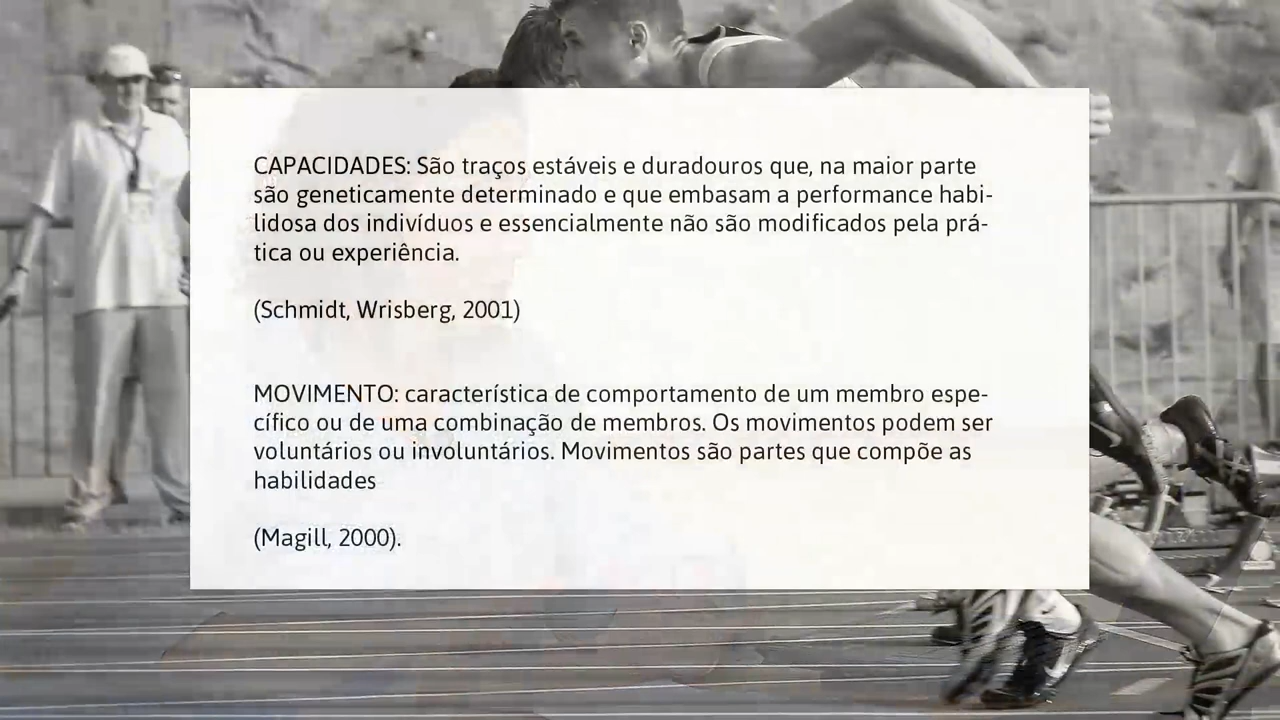 CAPACIDADES: São traços estáveis e duradouros que, na maior parte
são geneticamente determinado e que embasam a performance habi-
lidosa dos indivíduos e essencialmente não são modificados pela prá-
tica ou experiência.
(Schmidt, Wrisberg, 2001)
MOVIMENTO: característica de comportamento de um membro espe-
cífico ou de uma combinação de membros. Os movimentos podem ser
voluntários ou involuntários. Movimentos são partes que compõe as
habilidades
(Magill, 2000).